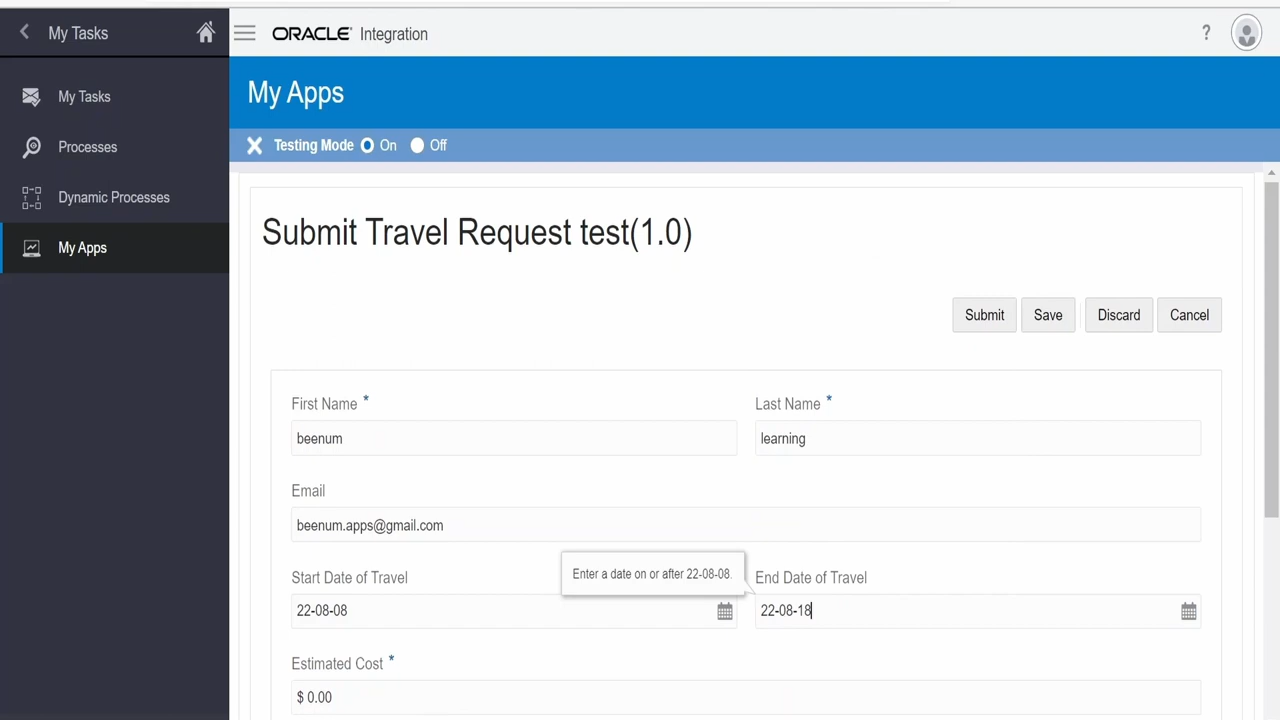 My Tasks
ORACLE Integration
?
My Tasks
Processes
Dynamic Processes
My Apps
My Apps
Testing Mode On Off
Submit Travel Request test(1.0)
Submit Save Discard Cancel
First Name * Last Name *
beenum learning
Email
beenum.apps@gmail.com
Enter a date on or after 22-08-08.
Start Date of Travel End Date of Travel
22-08-08 22-08-18
Estimated Cost *
$ 0.00